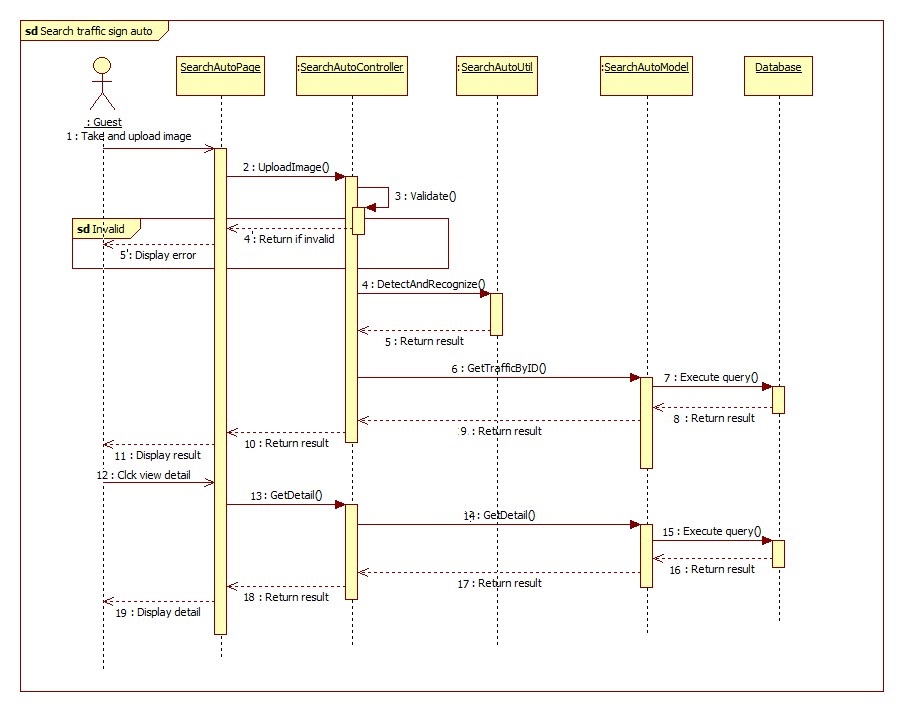 sd Search traffic sign auto
SearchAutoPage
:SearchAutoController
:SearchAutoUtil
:SearchAutoModel
Database
: Guest
1 : Take and upload image
2 : UploadImage()
3 : Validate()
sd Invalid
4 : Return if invalid
5 : Display error
4 : DetectAndRecognize()
5 : Return result
6 : GetTrafficByID()
7 : Execute query()
8 : Return result
9 : Return result
10 : Return result
11 : Display result
12 : Clck view detail
13 : GetDetail()
14 : GetDetail()
15 : Execute query()
16 : Return result
17 : Return result
18 : Return result
19 : Display detail